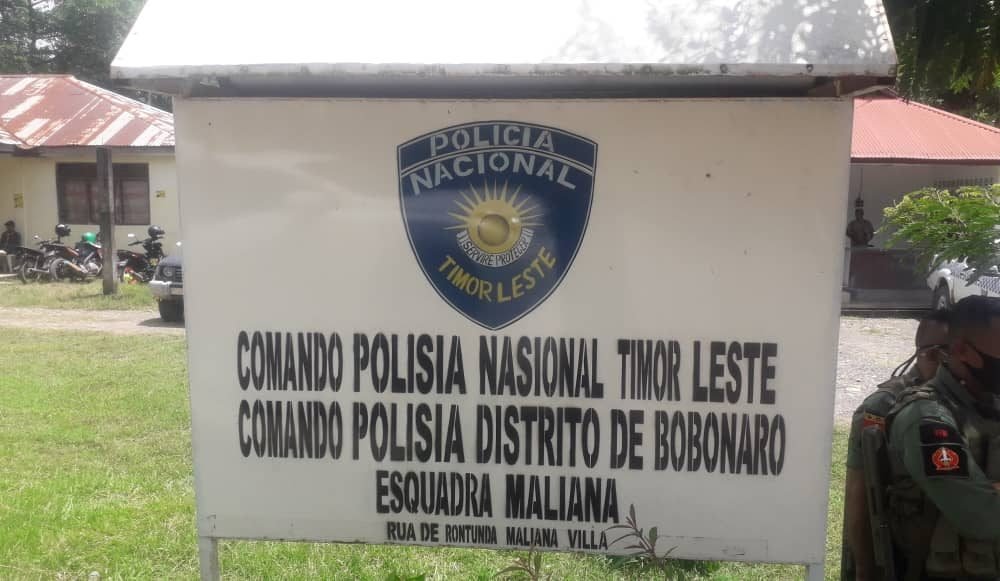 POLICIA
NACIONAL
SERVIRE PROTEGER
TIMOR LESTE
COMANDO POLISIA NASIONAL TIMOR LESTE
COMANDO POLISIA DISTRITO DE BOBONARO
ESQUADRA MALIANA
RUA DE RONTUNDA MALIANA VILLA